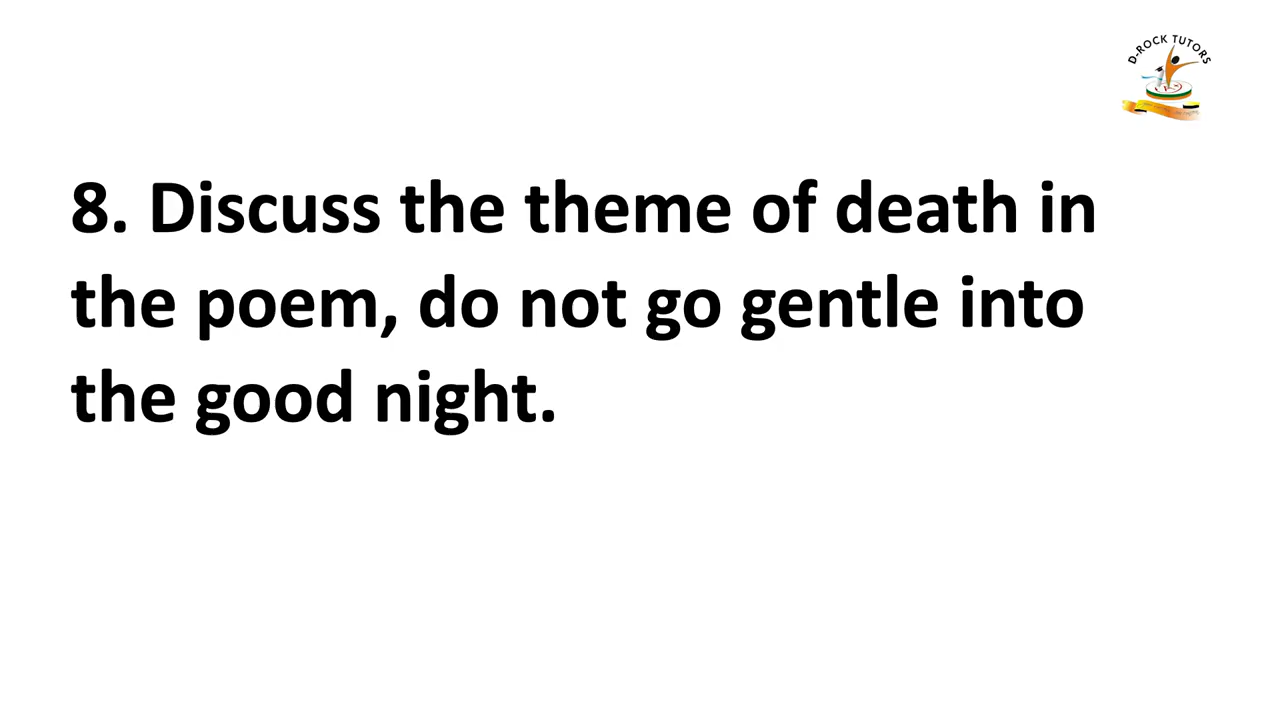 D-ROCK TUTORS
8. Discuss the theme of death in
the poem, do not go gentle into
the good night.